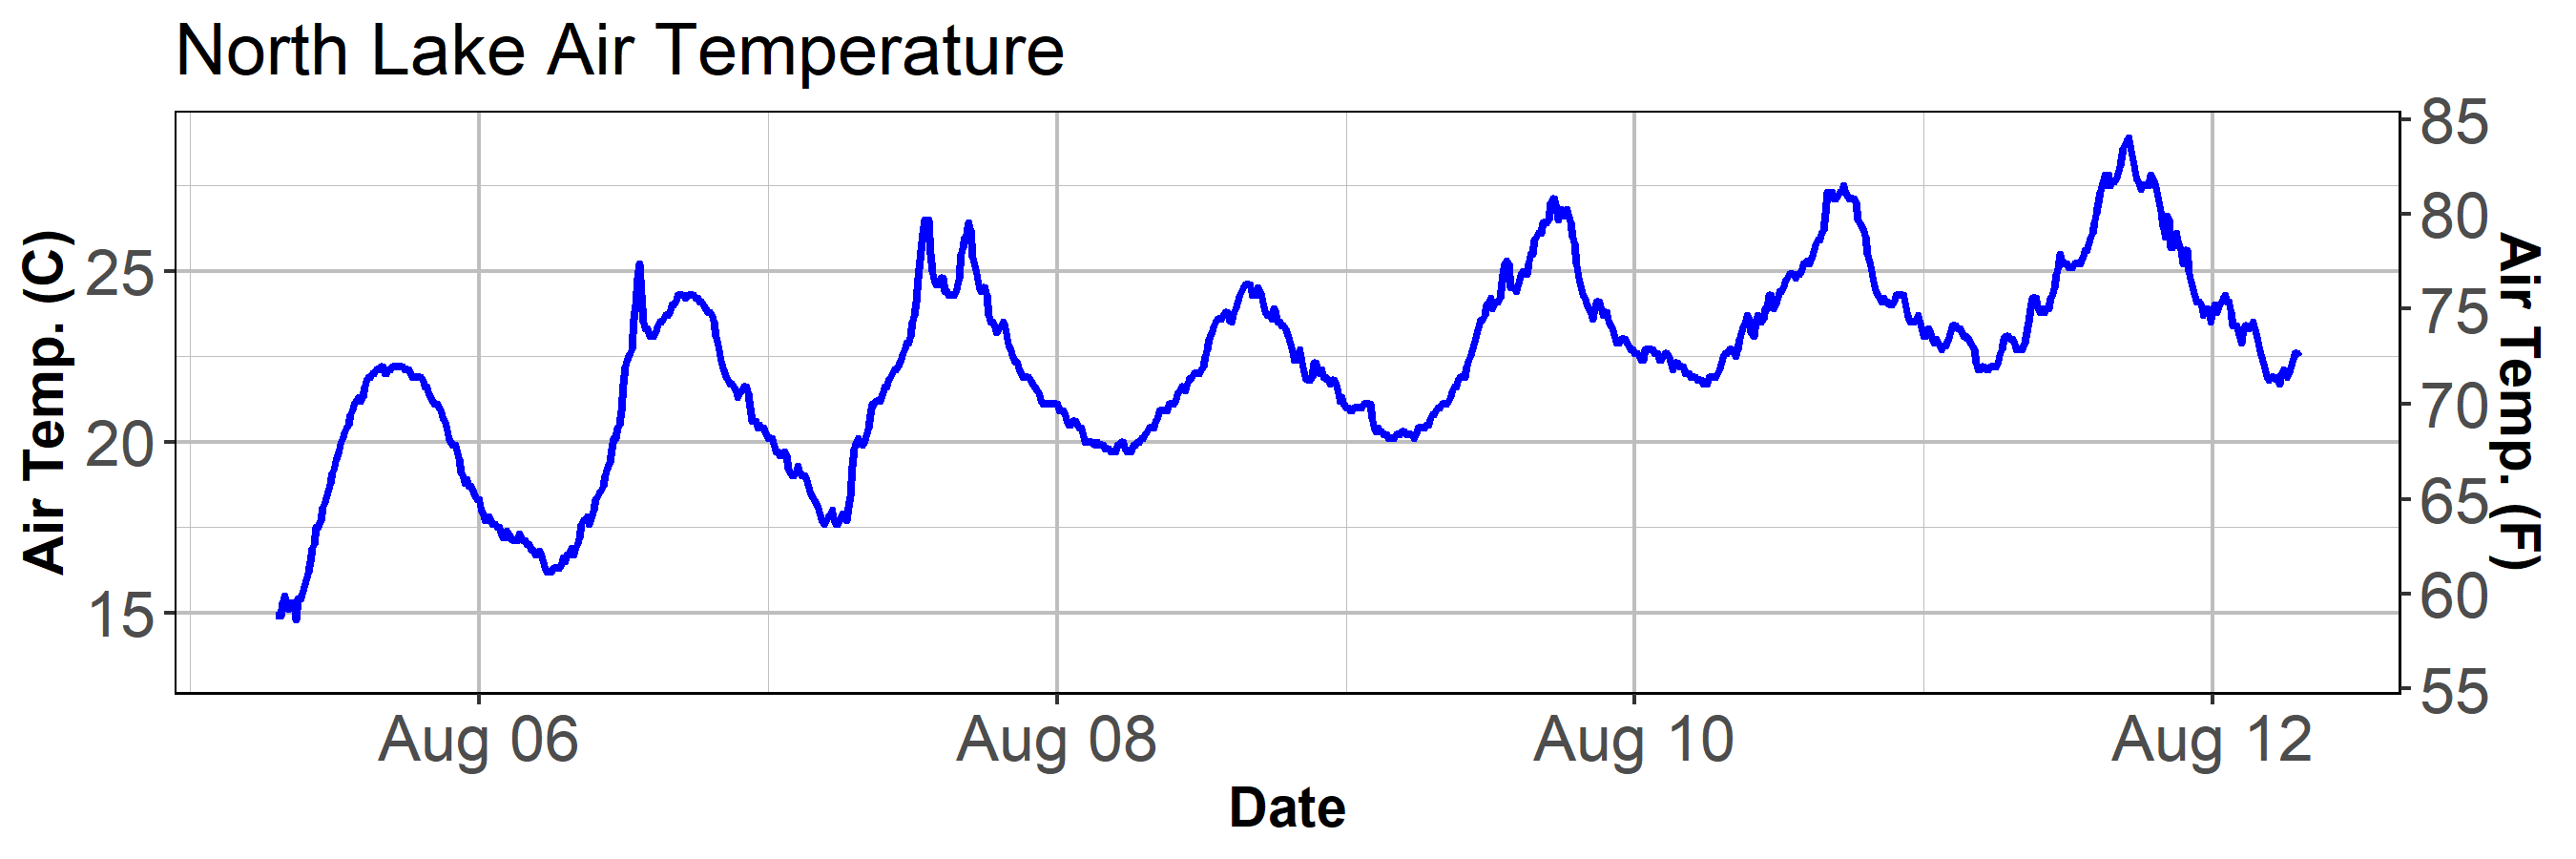 North Lake Air Temperature
Air Temp. (C)
25
20
15
85
80
75
70
65
60
55
Air Temp. (F)
Aug 06
Aug 08
Aug 10
Aug 12
Date